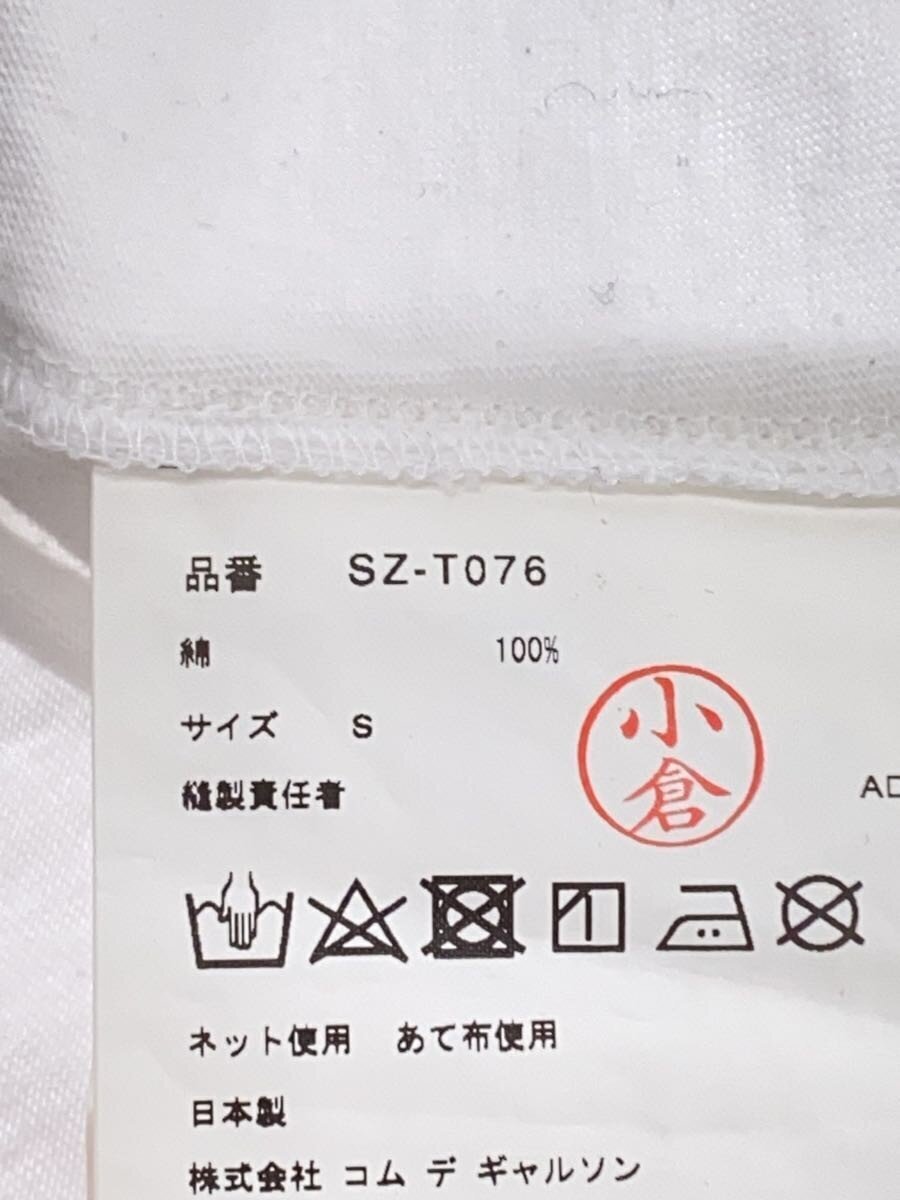 品番 SZ-T076
綿 100%
サイズ S
縫製責任者 小倉 AD
ネット使用 あて布使用
日本製
株式会社 コム デ ギャルソン